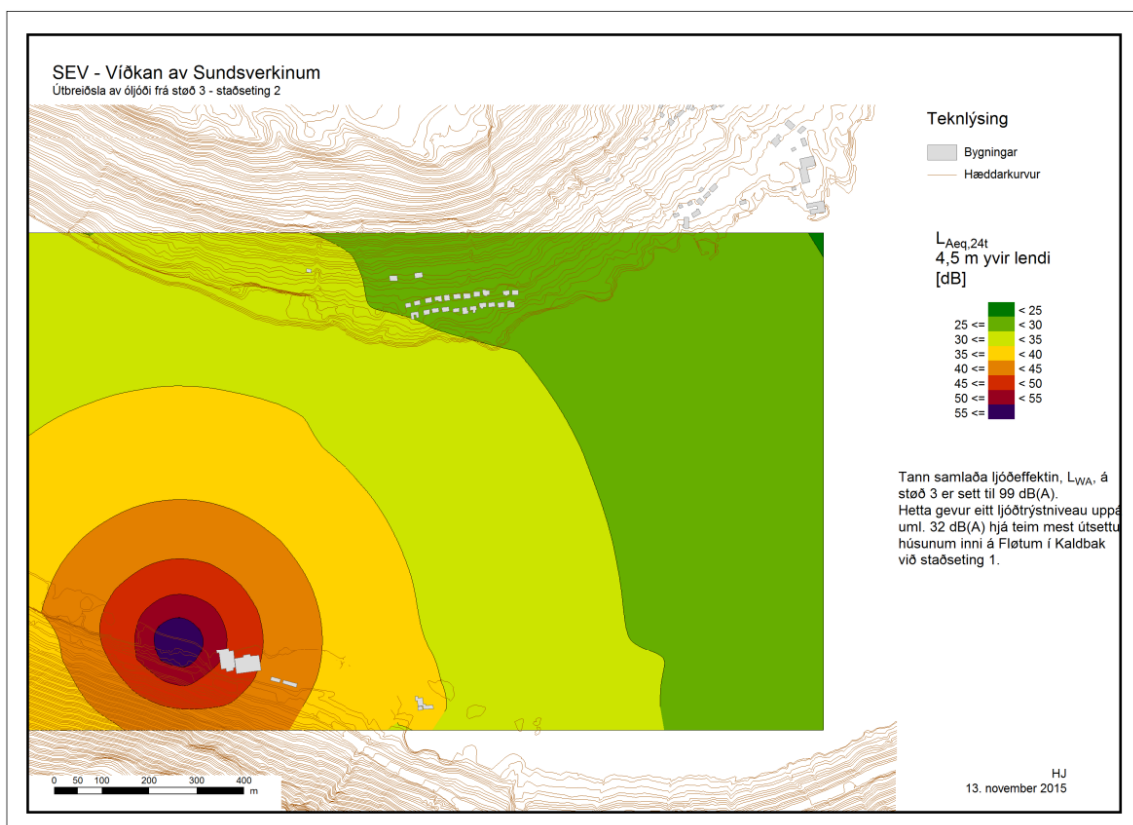 SEV - Víðkan av Sundsverkinum
Útbreiðsla av óljóði frá støð 3 - staðseting 2
Teknlýsing
Bygningar
Hæddarkurvur
LAeq,24t
4,5 m yvir lendi
[dB]
< 25
25 <= < 30
30 <= < 35
35 <= < 40
40 <= < 45
45 <= < 50
50 <= < 55
55 <=
Tann samlaða ljóðeffektin, LWA, á
støð 3 er sett til 99 dB(A).
Hetta gevur eitt ljóðtrýstniveau uppá
uml. 32 dB(A) hjá teim mest útsettu
húsunum inni á Fløtum í Kaldbak
við staðseting 1.
0 50 100 200 300 400
m
HJ
13. november 2015